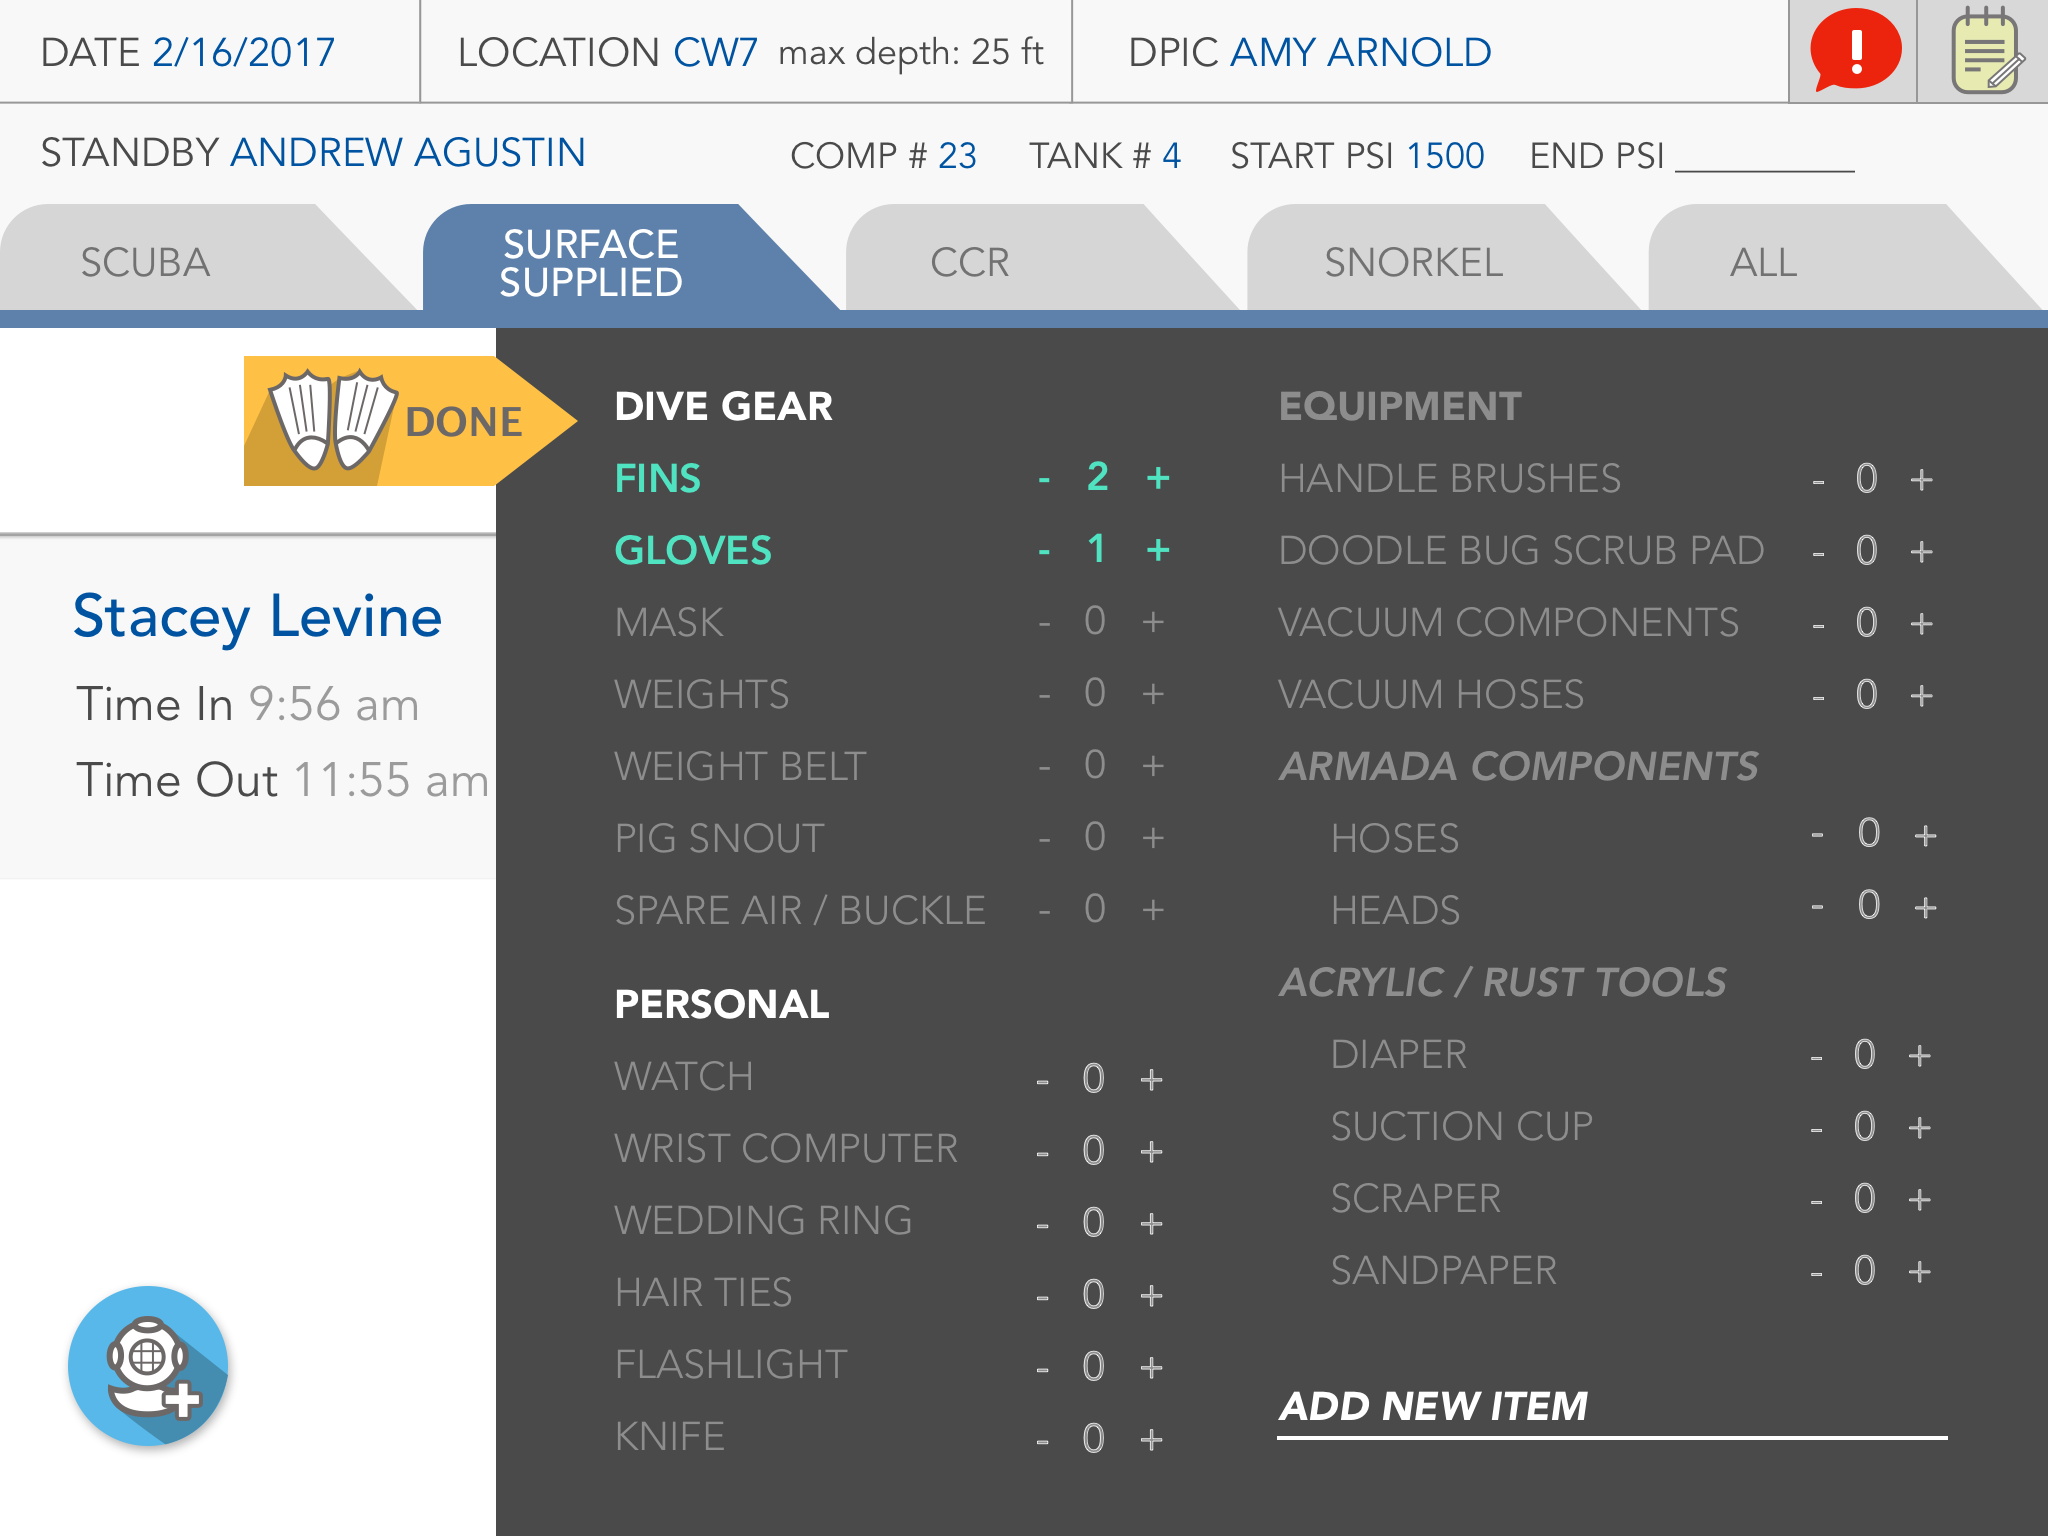 DATE 2/16/2017
LOCATION CW7 max depth: 25 ft
DPIC AMY ARNOLD
!
STANDBY ANDREW AGUSTIN
COMP # 23 TANK # 4 START PSI 1500 END PSI
SCUBA
SURFACE
SUPPLIED
CCR
SNORKEL
ALL
DONE
Stacey Levine
Time In 9:56 am
Time Out 11:55 am
DIVE GEAR
FINS - 2 +
GLOVES - 1 +
MASK - 0 +
WEIGHTS - 0 +
WEIGHT BELT - 0 +
PIG SNOUT - 0 +
SPARE AIR / BUCKLE - 0 +
PERSONAL
WATCH - 0 +
WRIST COMPUTER - 0 +
WEDDING RING - 0 +
HAIR TIES - 0 +
FLASHLIGHT - 0 +
KNIFE - 0 +
EQUIPMENT
HANDLE BRUSHES - 0 +
DOODLE BUG SCRUB PAD - 0 +
VACUUM COMPONENTS - 0 +
VACUUM HOSES - 0 +
ARMADA COMPONENTS
HOSES - 0 +
HEADS - 0 +
ACRYLIC / RUST TOOLS
DIAPER - 0 +
SUCTION CUP - 0 +
SCRAPER - 0 +
SANDPAPER - 0 +
ADD NEW ITEM